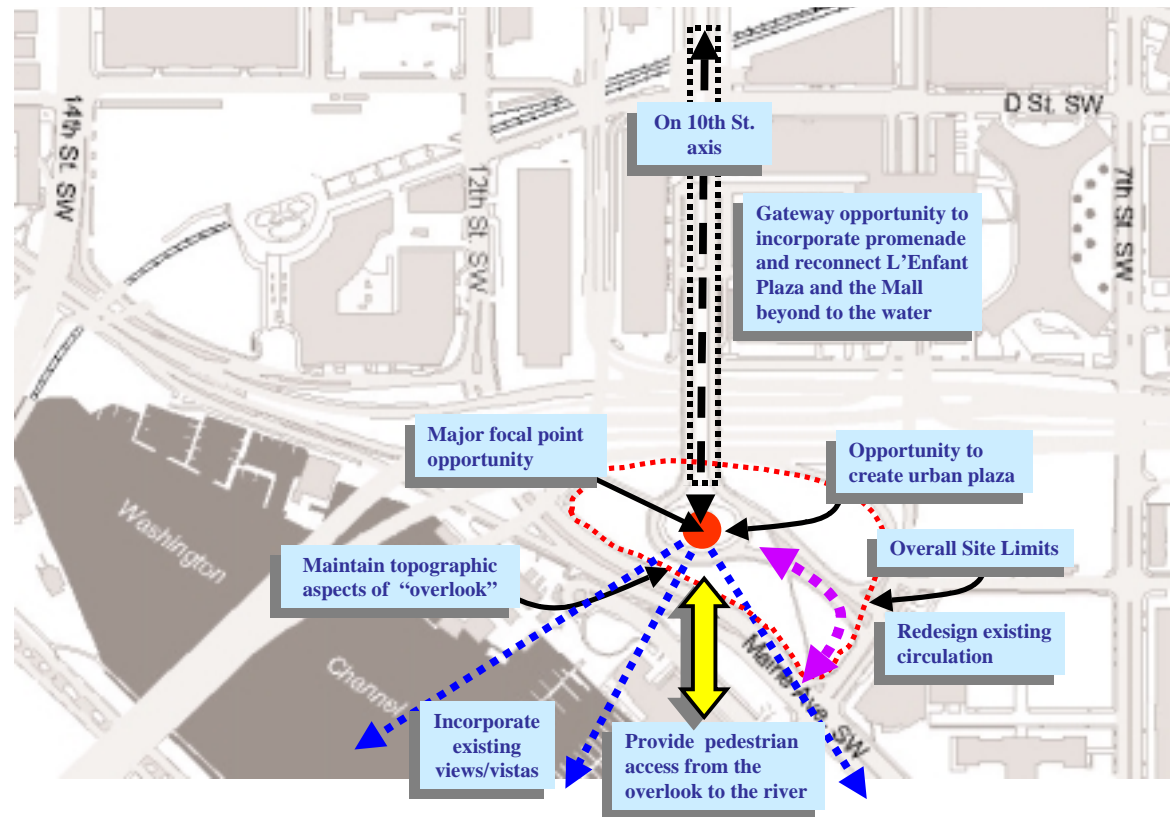 14th St. SW
12th St. SW
On 10th St.
axis
D St. SW
7th St. SW
Gateway opportunity to
incorporate promenade
and reconnect L’Enfant
Plaza and the Mall
beyond to the water
Major focal point
opportunity
Opportunity to
create urban plaza
Washington
Overall Site Limits
Maintain topographic
aspects of “overlook”
Redesign existing
circulation
Maine Ave. SW
Channel
Incorporate
existing
views/vistas
Provide pedestrian
access from the
overlook to the river